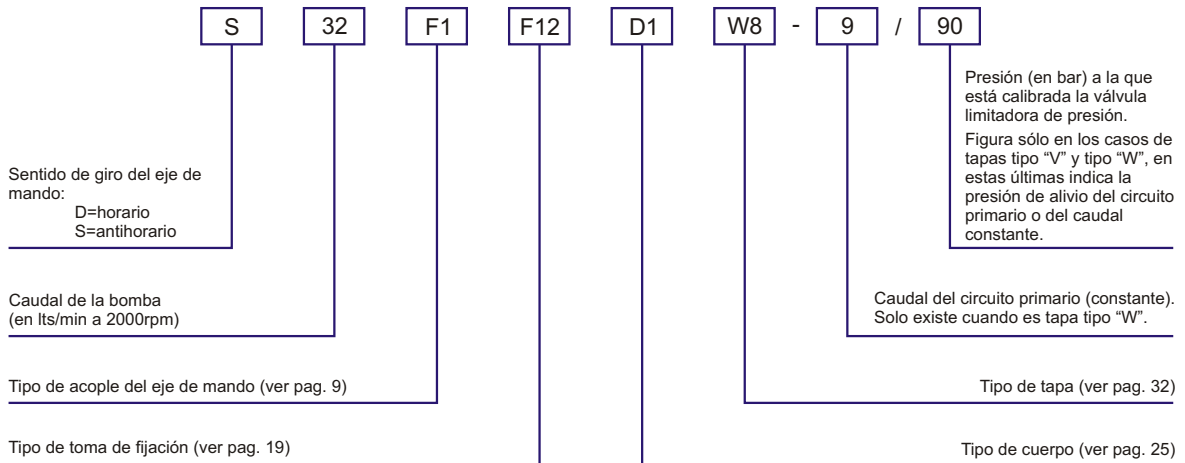 S 32 F1 F12 D1 W8 - 9 / 90
Presión (en bar) a la que
está calibrada la válvula
limitadora de presión.
Figura sólo en los casos de
tapas tipo “V” y tipo “W”, en
estas últimas indica la
presión de alivio del circuito
primario o del caudal
constante.
Sentido de giro del eje de
mando:
D=horario
S=antihorario
Caudal de la bomba
(en lts/min a 2000rpm)
Caudal del circuito primario (constante).
Solo existe cuando es tapa tipo “W”.
Tipo de acople del eje de mando (ver pag. 9)
Tipo de tapa (ver pag. 32)
Tipo de toma de fijación (ver pag. 19)
Tipo de cuerpo (ver pag. 25)